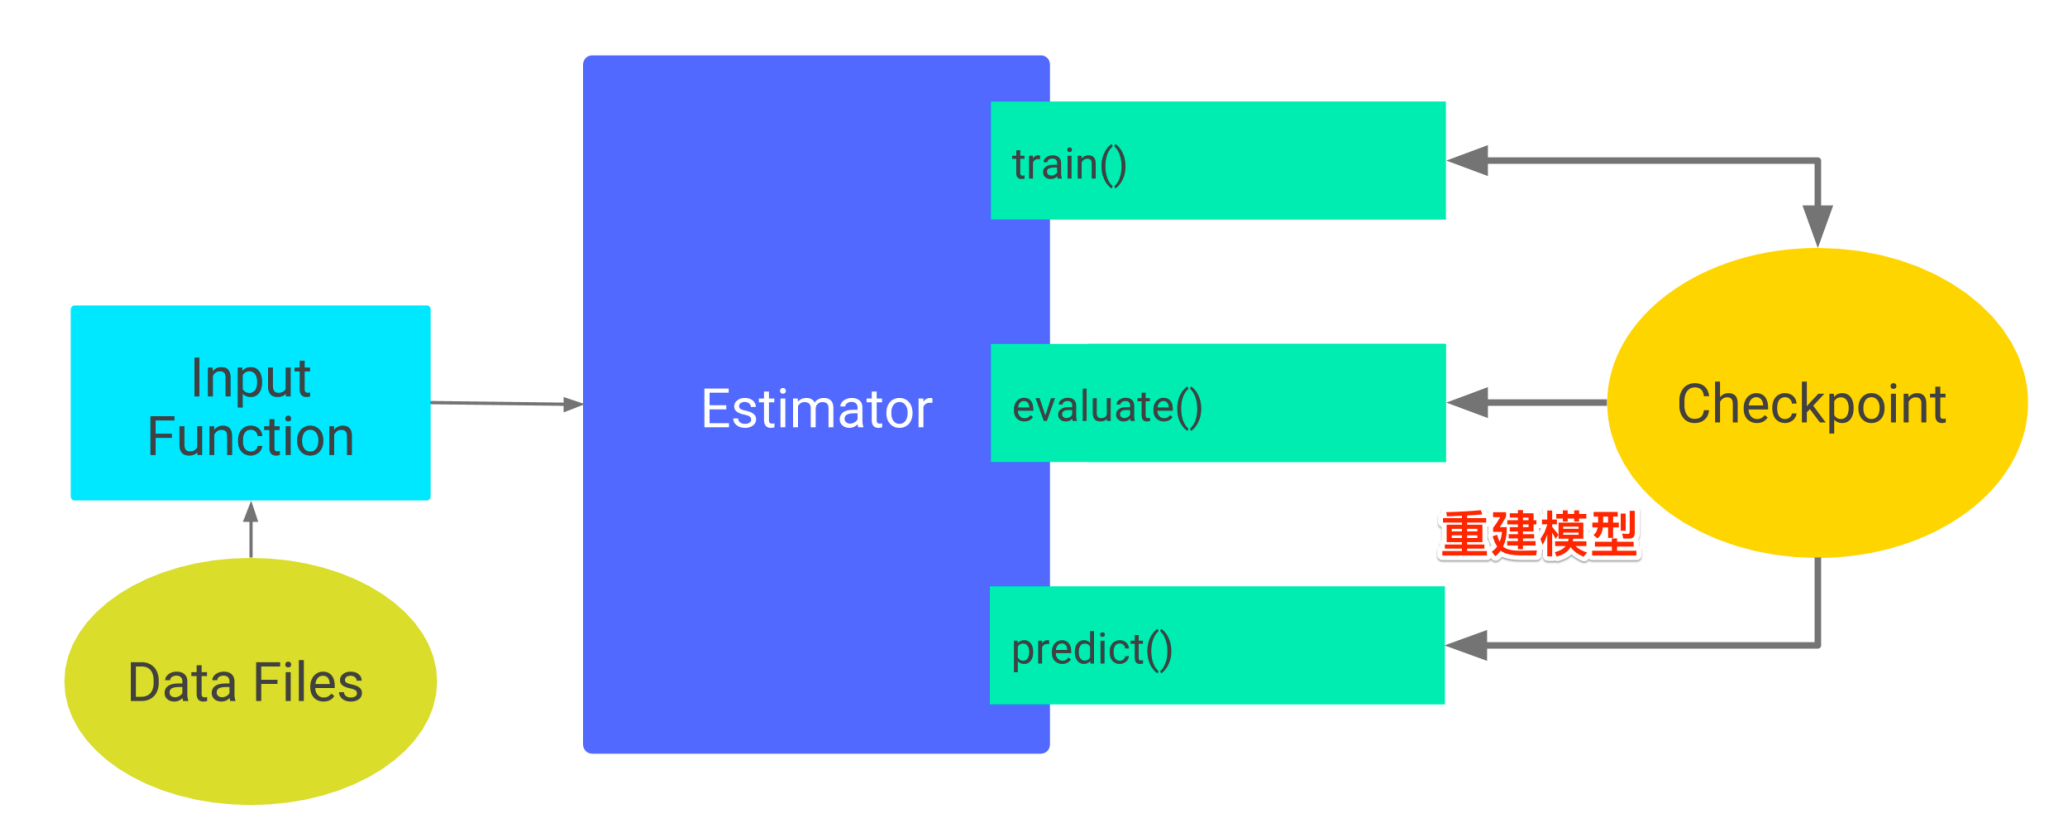 Input
Function
Data Files
Estimator
train()
evaluate()
predict()
重建模型
Checkpoint